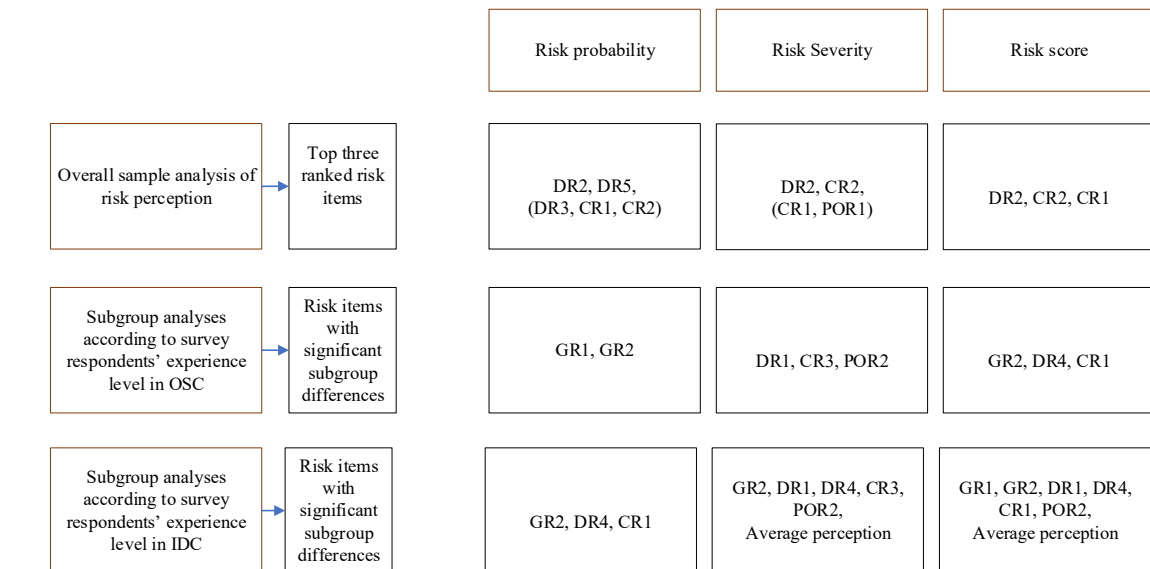 Risk probability
Risk Severity
Risk score
Overall sample analysis of
risk perception
Top three
ranked risk
items
DR2, DR5,
(DR3, CR1, CR2)
DR2, CR2,
(CR1, POR1)
DR2, CR2, CR1
Subgroup analyses
according to survey
respondents’ experience
level in OSC
Risk items
with
significant
subgroup
differences
GR1, GR2
DR1, CR3, POR2
GR2, DR4, CR1
Subgroup analyses
according to survey
respondents’ experience
level in IDC
Risk items
with
significant
subgroup
differences
GR2, DR4, CR1
GR2, DR1, DR4, CR3,
POR2,
Average perception
GR1, GR2, DR1, DR4,
CR1, POR2,
Average perception